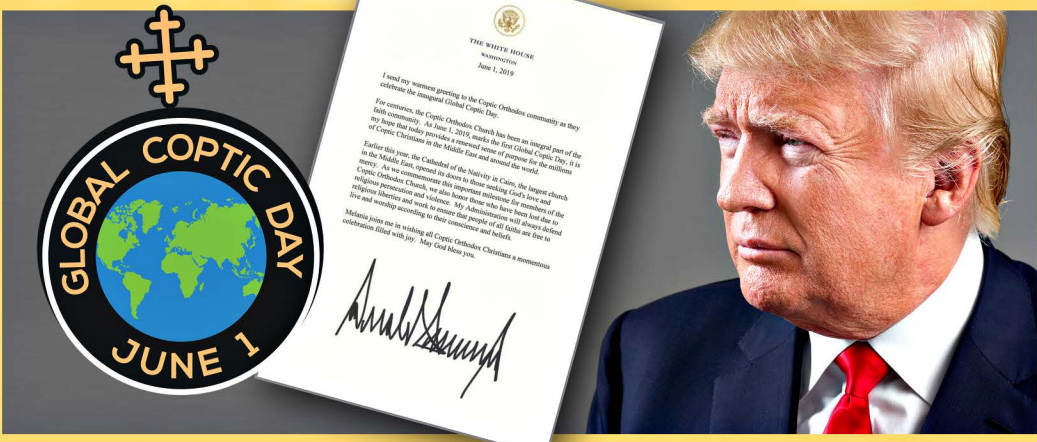 GLOBAL COPTIC DAY
JUNE 1
THE WHITE HOUSE
WASHINGTON
June 1, 2019
I send my warmest greeting to the Coptic Orthodox community as they
celebrate the inaugural Global Coptic Day.
For centuries, the Coptic Orthodox Church has been an integral part of the
faith community. As June 1, 2019, marks the first Global Coptic Day, it is
my hope that today provides a renewed sense of purpose for the millions
of Coptic Christians in the Middle East and around the world.
Earlier this year, the Cathedral of the Nativity in Cairo, the largest church
in the Middle East, opened its doors to those seeking God's love and
mercy. As we commemorate this important milestone for members of the
Coptic Orthodox Church, we also honor those who have been lost due to
religious persecution and violence. My Administration will always defend
religious liberties and work to ensure that people of all faiths are free to
live and worship according to their conscience and beliefs.
Melania joins me in wishing all Coptic Orthodox Christians a momentous
celebration filled with joy. May God bless you.